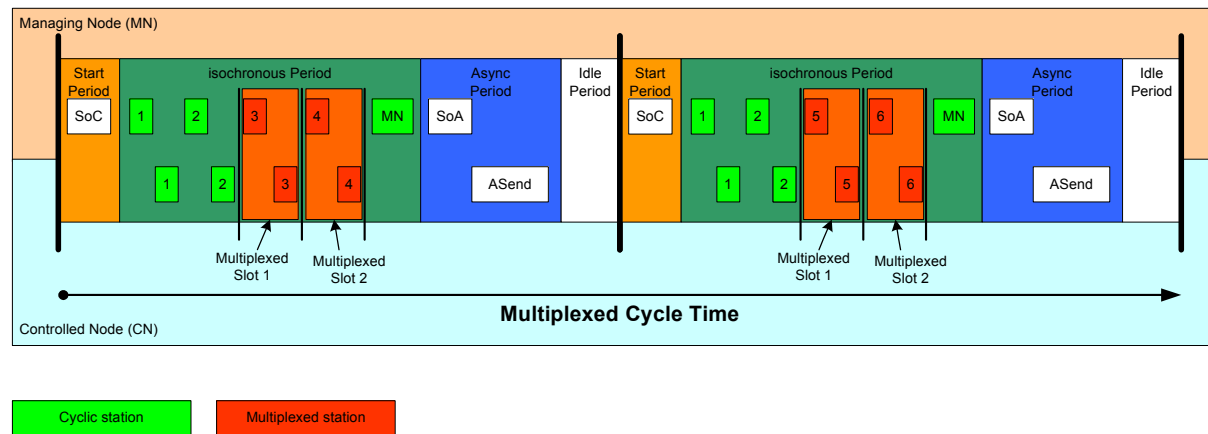 Managing Node (MN)
Start
Period
isochronous Period
Async
Period
Idle
Period
Start
Period
isochronous Period
Async
Period
Idle
Period
SoC
1
2
3
4
MN
SoA
SoC
1
2
5
6
MN
SoA
1
2
3
4
ASend
1
2
5
6
ASend
Multiplexed
Slot 1
Multiplexed
Slot 2
Multiplexed
Slot 1
Multiplexed
Slot 2
Multiplexed Cycle Time
Controlled Node (CN)
Cyclic station
Multiplexed station